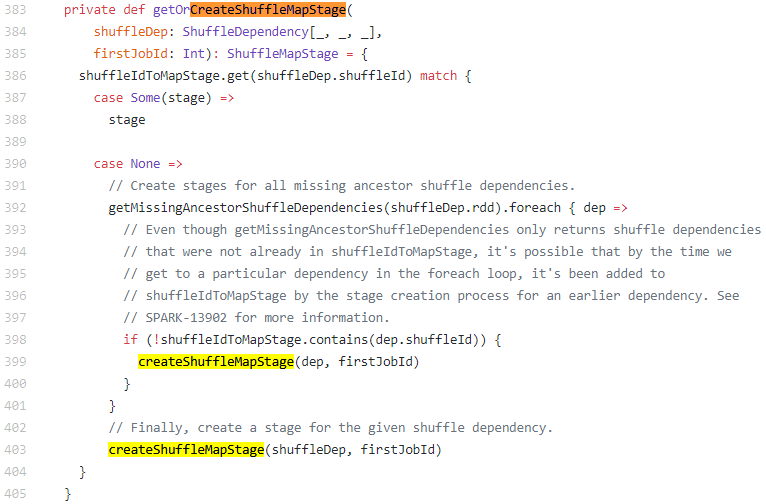 383 private def getOrCreateShuffleMapStage(
384 shuffleDep: ShuffleDependency[_, _, _],
385 firstJobId: Int): ShuffleMapStage = {
386 shuffleIdToMapStage.get(shuffleDep.shuffleId) match {
387 case Some(stage) =>
388 stage
389
390 case None =>
391 // Create stages for all missing ancestor shuffle dependencies.
392 getMissingAncestorShuffleDependencies(shuffleDep.rdd).foreach { dep =>
393 // Even though getMissingAncestorShuffleDependencies only returns shuffle dependencies
394 // that were not already in shuffleIdToMapStage, it's possible that by the time we
395 // get to a particular dependency in the foreach loop, it's been added to
396 // shuffleIdToMapStage by the stage creation process for an earlier dependency. See
397 // SPARK-13902 for more information.
398 if (!shuffleIdToMapStage.contains(dep.shuffleId)) {
399 createShuffleMapStage(dep, firstJobId)
400 }
401 }
402 // Finally, create a stage for the given shuffle dependency.
403 createShuffleMapStage(shuffleDep, firstJobId)
404 }
405 }